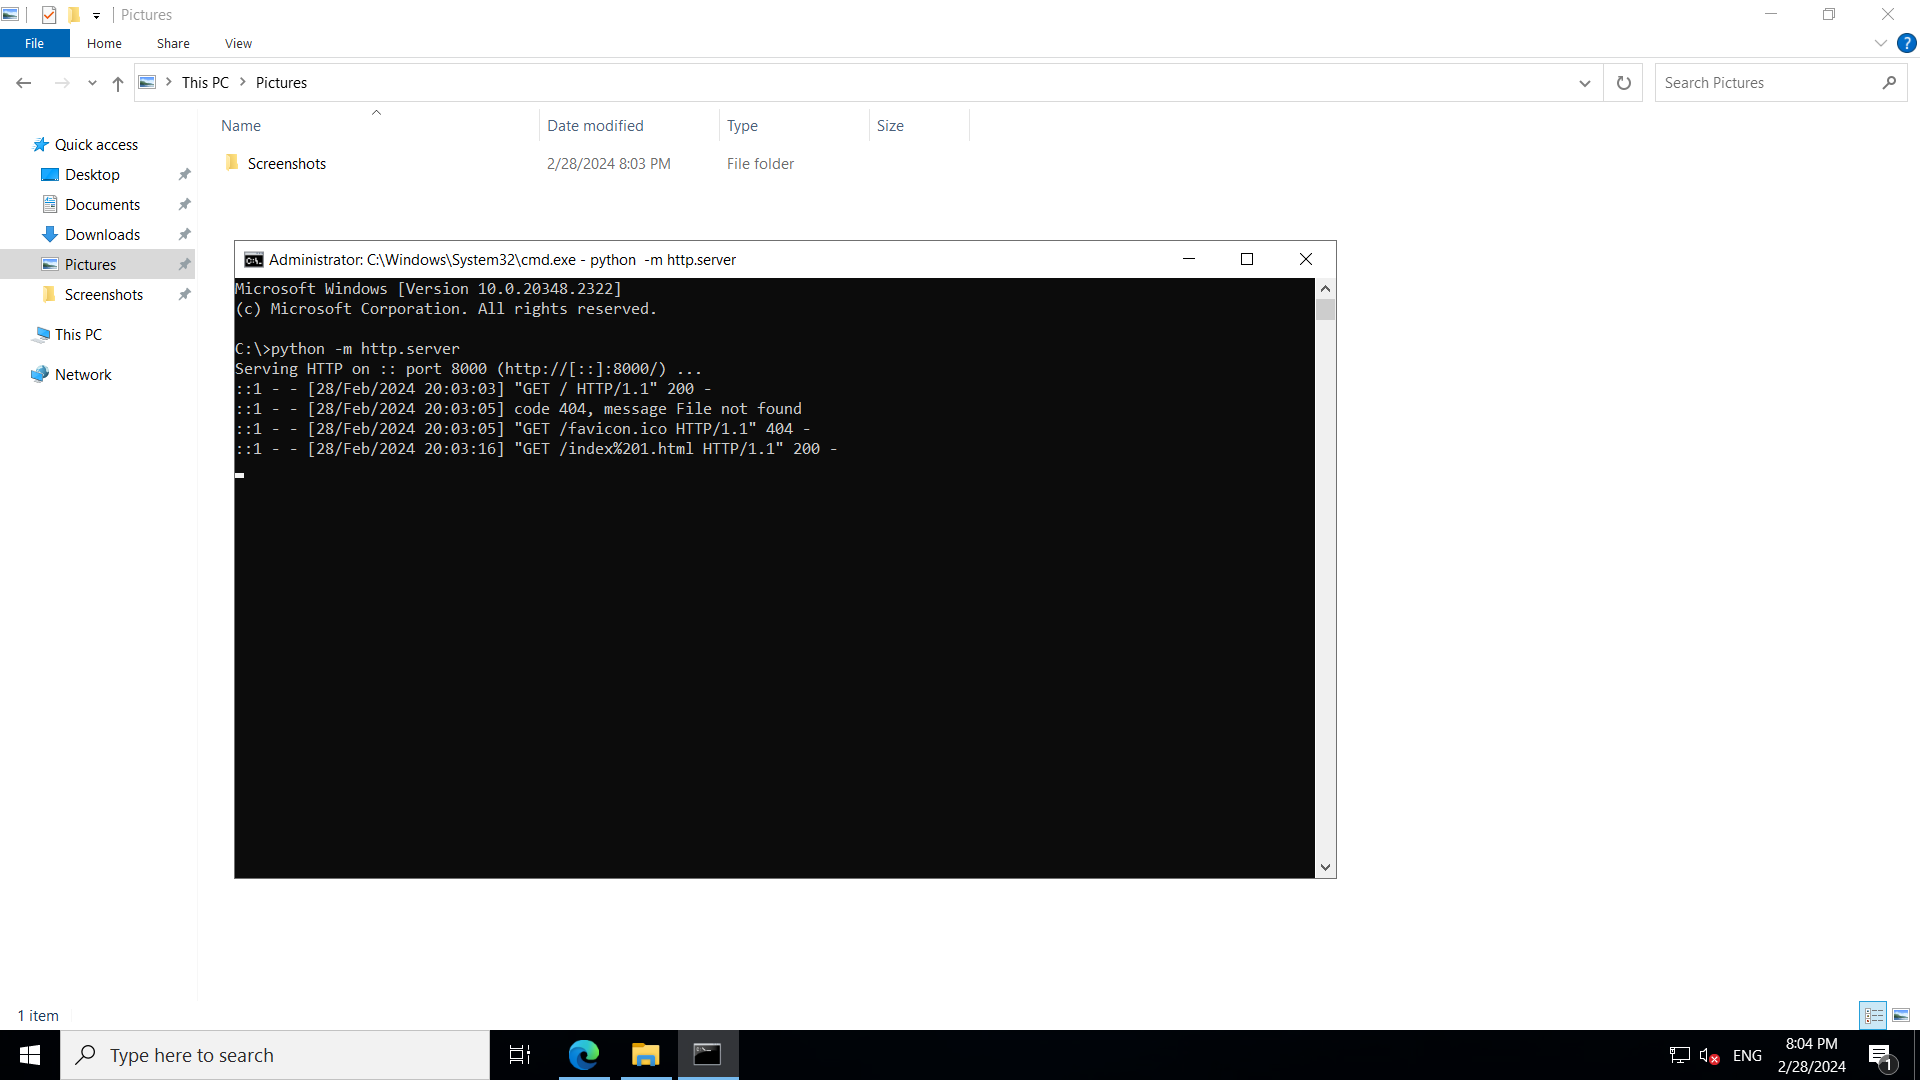 Pictures
File
Home
Share
View
?
This PC
Pictures
Search Pictures
Name
Date modified
Type
Size
Quick access
Desktop
Documents
Downloads
Pictures
Screenshots
This PC
Network
Screenshots
2/28/2024 8:03 PM
File folder
Administrator: C:\Windows\System32\cmd.exe - python  -m http.server
Microsoft Windows [Version 10.0.20348.2322]
(c) Microsoft Corporation. All rights reserved.
C:\>python -m http.server
Serving HTTP on :: port 8000 (http://[::]:8000/) ...
::1 - - [28/Feb/2024 20:03:03] "GET / HTTP/1.1" 200 -
::1 - - [28/Feb/2024 20:03:05] code 404, message File not found
::1 - - [28/Feb/2024 20:03:05] "GET /favicon.ico HTTP/1.1" 404 -
::1 - - [28/Feb/2024 20:03:16] "GET /index%201.html HTTP/1.1" 200 -
1 item
Type here to search
ENG
8:04 PM
2/28/2024
1